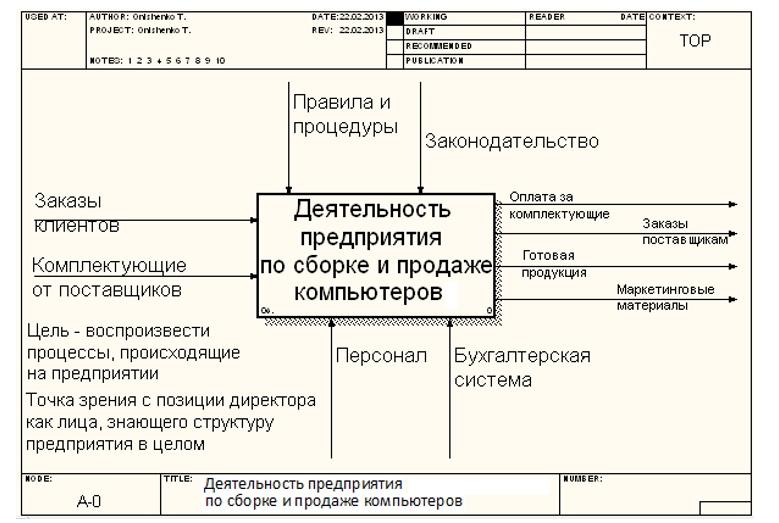 USED AT:
AUTHOR: Onishenko T.
DATE:22.02.2013
WORKING
READER
DATE
CONTEXT:
PROJECT: Onishenko T.
REV: 22.02.2013
DRAFT
TOP
RECOMMENDED
NOTES: 1 2 3 4 5 6 7 8 9 10
PUBLICATION
Правила и
процедуры
Законодательство
Заказы
клиентов
Комплектующие
от поставщиков
Деятельность
предприятия
по сборке и продаже
компьютеров
0г.
0
Оплата за
комплектующие
Заказы
поставщикам
Готовая
продукция
Маркетинговые
материалы
Цель - воспроизвести
процессы, происходящие
на предприятии
Точка зрения с позиции директора
как лица, знающего структуру
предприятия в целом
Персонал
Бухгалтерская
система
NODE:
A-0
TITLE:
Деятельность предприятия
по сборке и продаже компьютеров
NUMBER: